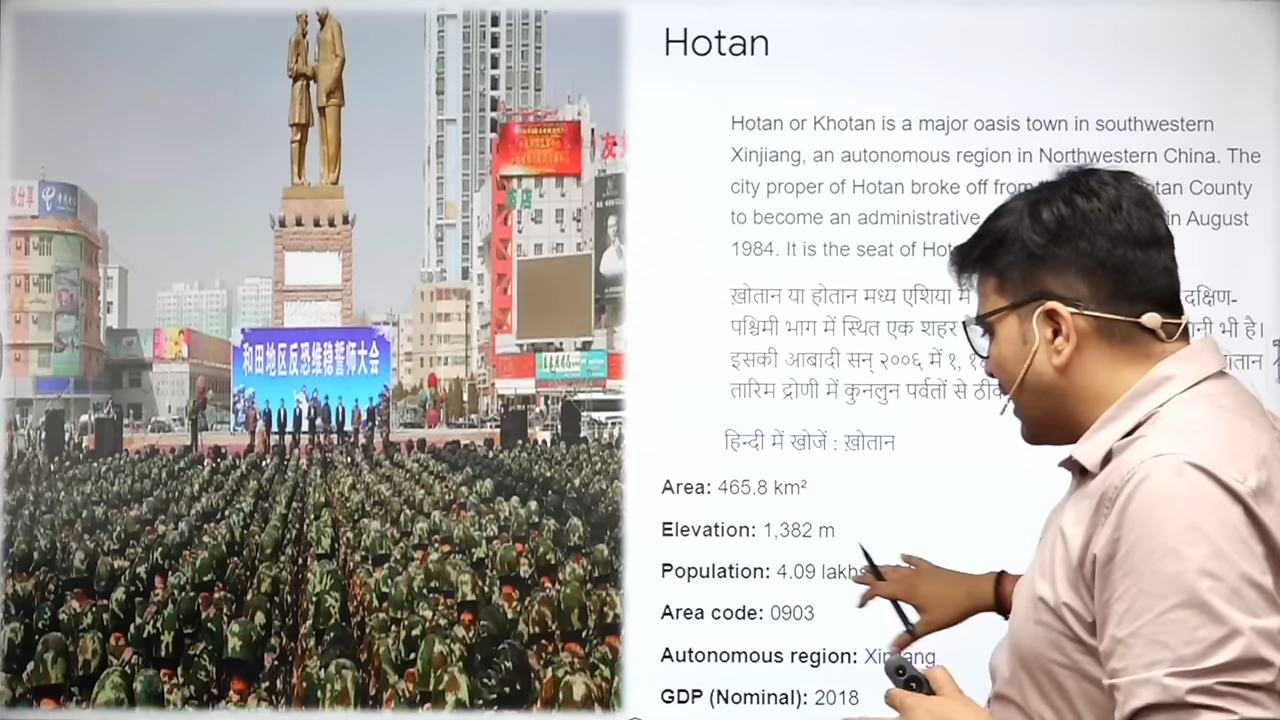 Hotan
Hotan or Khotan is a major oasis town in southwestern
Xinjiang, an autonomous region in Northwestern China. The
city proper of Hotan broke off from County
to become an administrative in August
1984. It is the seat of
ख़ोतान या होतान मध्य एशिया दक्षिण-
पश्चिमी भाग में स्थित एक शहर भी है।
इसकी आबादी सन् २००६ में १,
तारिम द्रोणी में कुनलुन पर्वतों से
हिन्दी में खोजें : ख़ोतान
Area: 465.8 km²
Elevation: 1,382 m
Population: 4.09 lakhs
Area code: 0903
Autonomous region: Xinjiang
GDP (Nominal): 2018
和田地区反恐维稳誓师大会